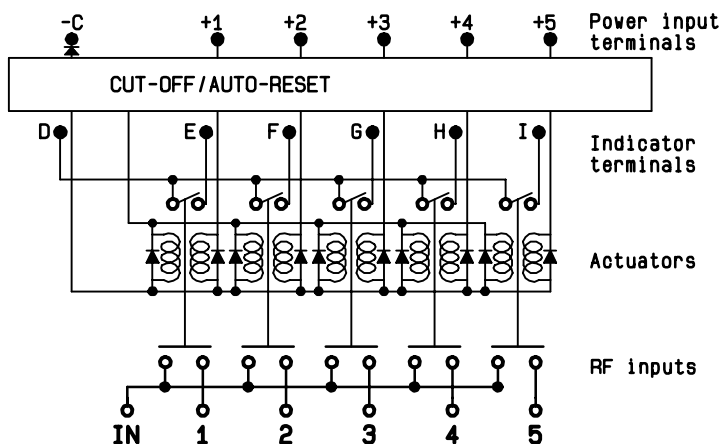 -C +1 +2 +3 +4 +5 Power input
terminals
CUT-OFF/AUTO-RESET
D E F G H I Indicator
terminals
Actuators
RF inputs
IN 1 2 3 4 5